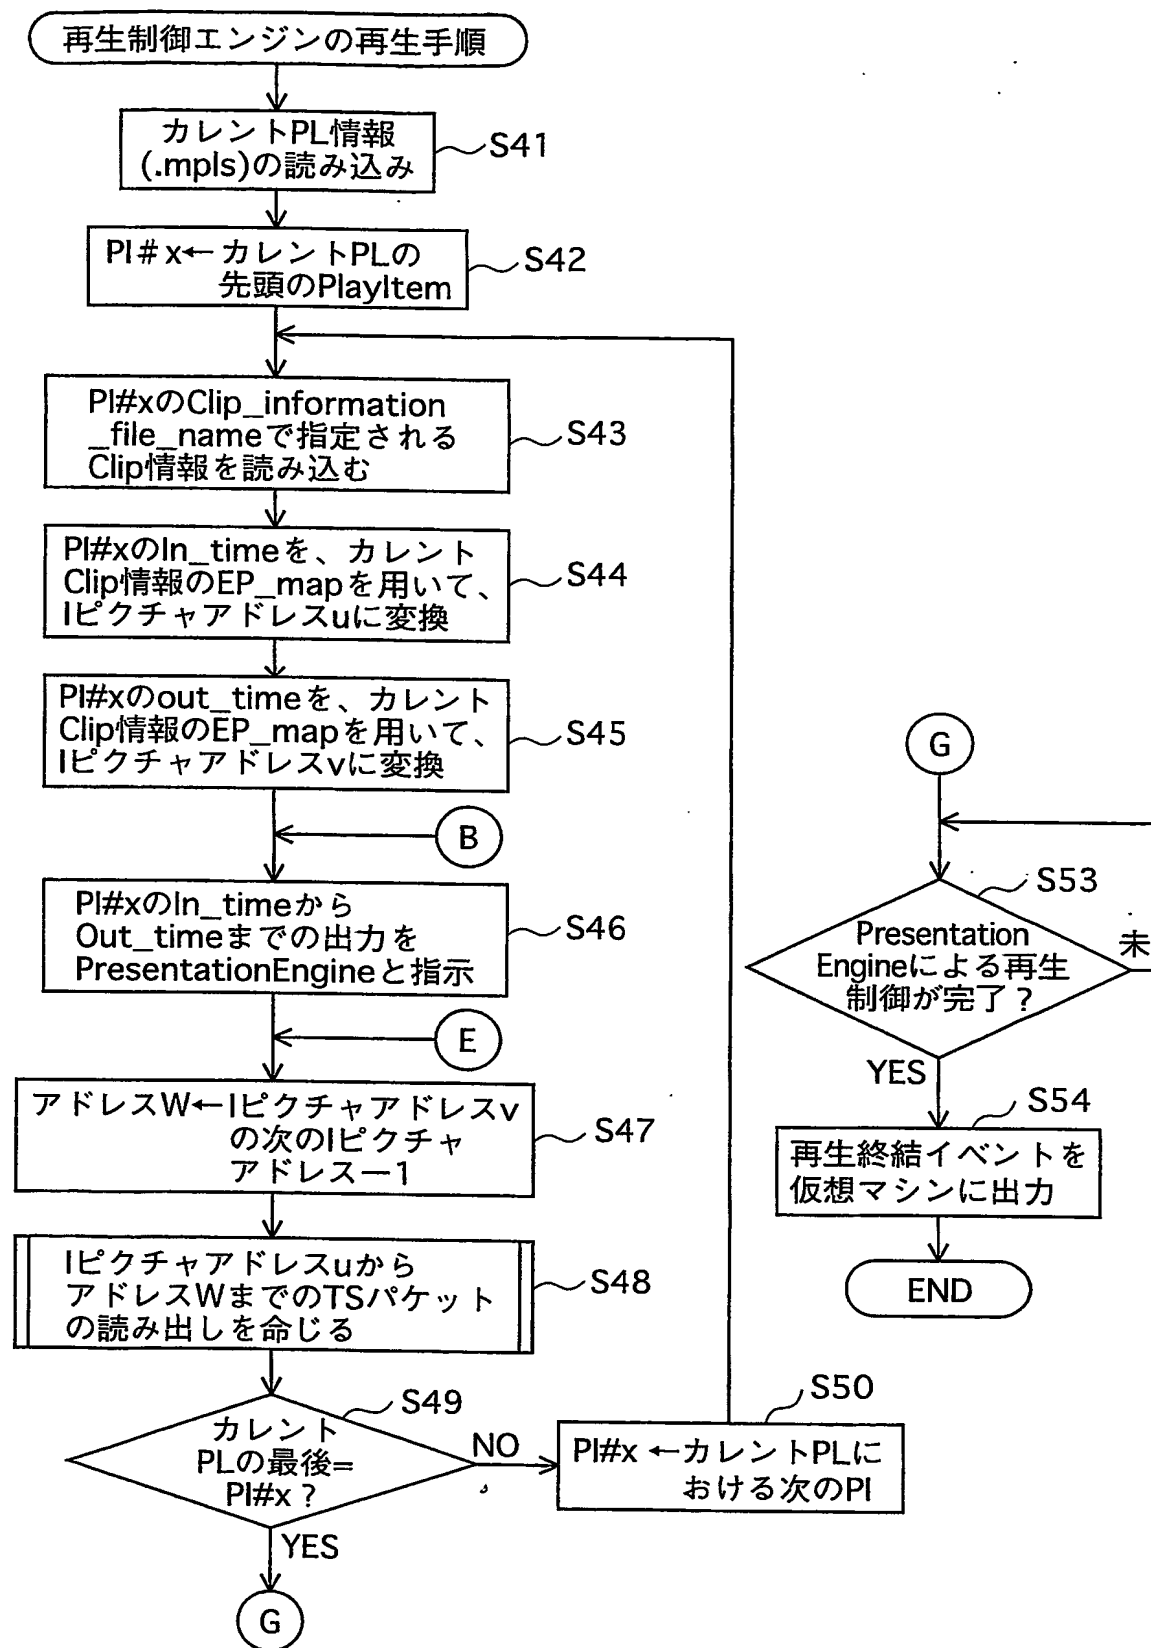 再生制御エンジンの再生手順
カレントPL情報
(.mpls)の読み込み
S41
PI#x←カレントPLの
先頭のPlayItem
S42
PI#xのClip_information
_file_nameで指定される
Clip情報を読み込む
S43
PI#xのIn_timeを、カレント
Clip情報のEP_mapを用いて、
Iピクチャアドレスuに変換
S44
PI#xのout_timeを、カレント
Clip情報のEP_mapを用いて、
Iピクチャアドレスvに変換
S45
B
PI#xのIn_timeから
Out_timeまでの出力を
PresentationEngineと指示
S46
E
アドレスW←Iピクチャアドレスv
の次のIピクチャ
アドレスー1
S47
Iピクチャアドレスuから
アドレスWまでのTSパケット
の読み出しを命じる
S48
カレント
PLの最後=
PI#x?
S49
NO
YES
G
PI#x←カレントPLに
おける次のPI
S50
G
Presentation
Engineによる再生
制御が完了?
S53
未
YES
再生終結イベントを
仮想マシンに出力
S54
END